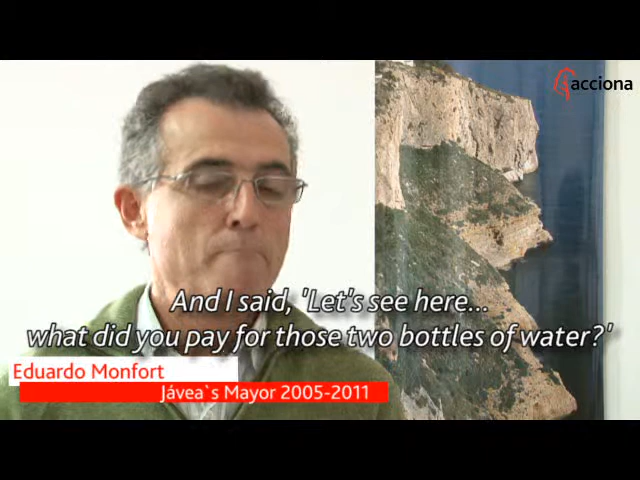 acciona
And I said, 'Let's see here...
what did you pay for those two bottles of water?'
Eduardo Monfort
Jávea`s Mayor 2005-2011